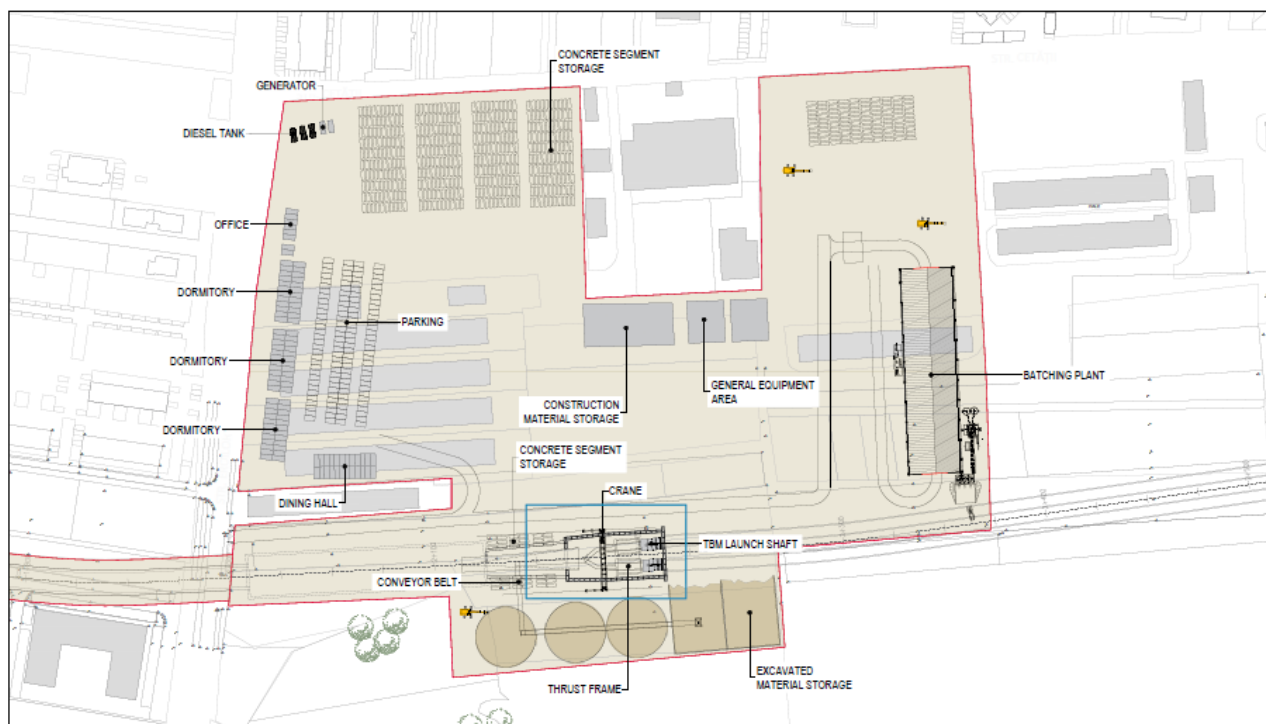 CONCRETE SEGMENT
STORAGE
GENERATOR
DIESEL TANK
OFFICE
DORMITORY
PARKING
DORMITORY
BATCHING PLANT
GENERAL EQUIPMENT
AREA
CONSTRUCTION
MATERIAL STORAGE
DORMITORY
CONCRETE SEGMENT
STORAGE
DINING HALL
CRANE
TBM LAUNCH SHAFT
CONVEYOR BELT
EXCAVATED
MATERIAL STORAGE
THRUST FRAME